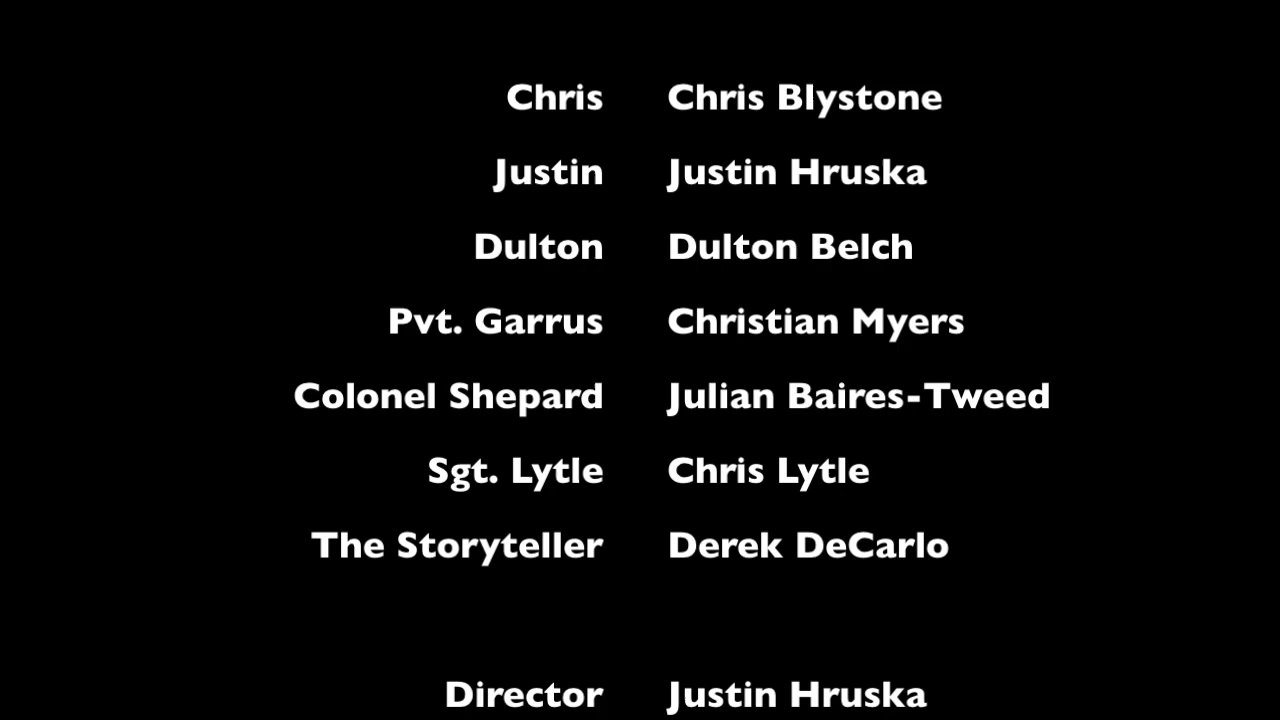 Chris Chris Blystone
Justin Justin Hruska
Dulton Dulton Belch
Pvt. Garrus Christian Myers
Colonel Shepard Julian Baires-Tweed
Sgt. Lytle Chris Lytle
The Storyteller Derek DeCarlo
Director Justin Hruska